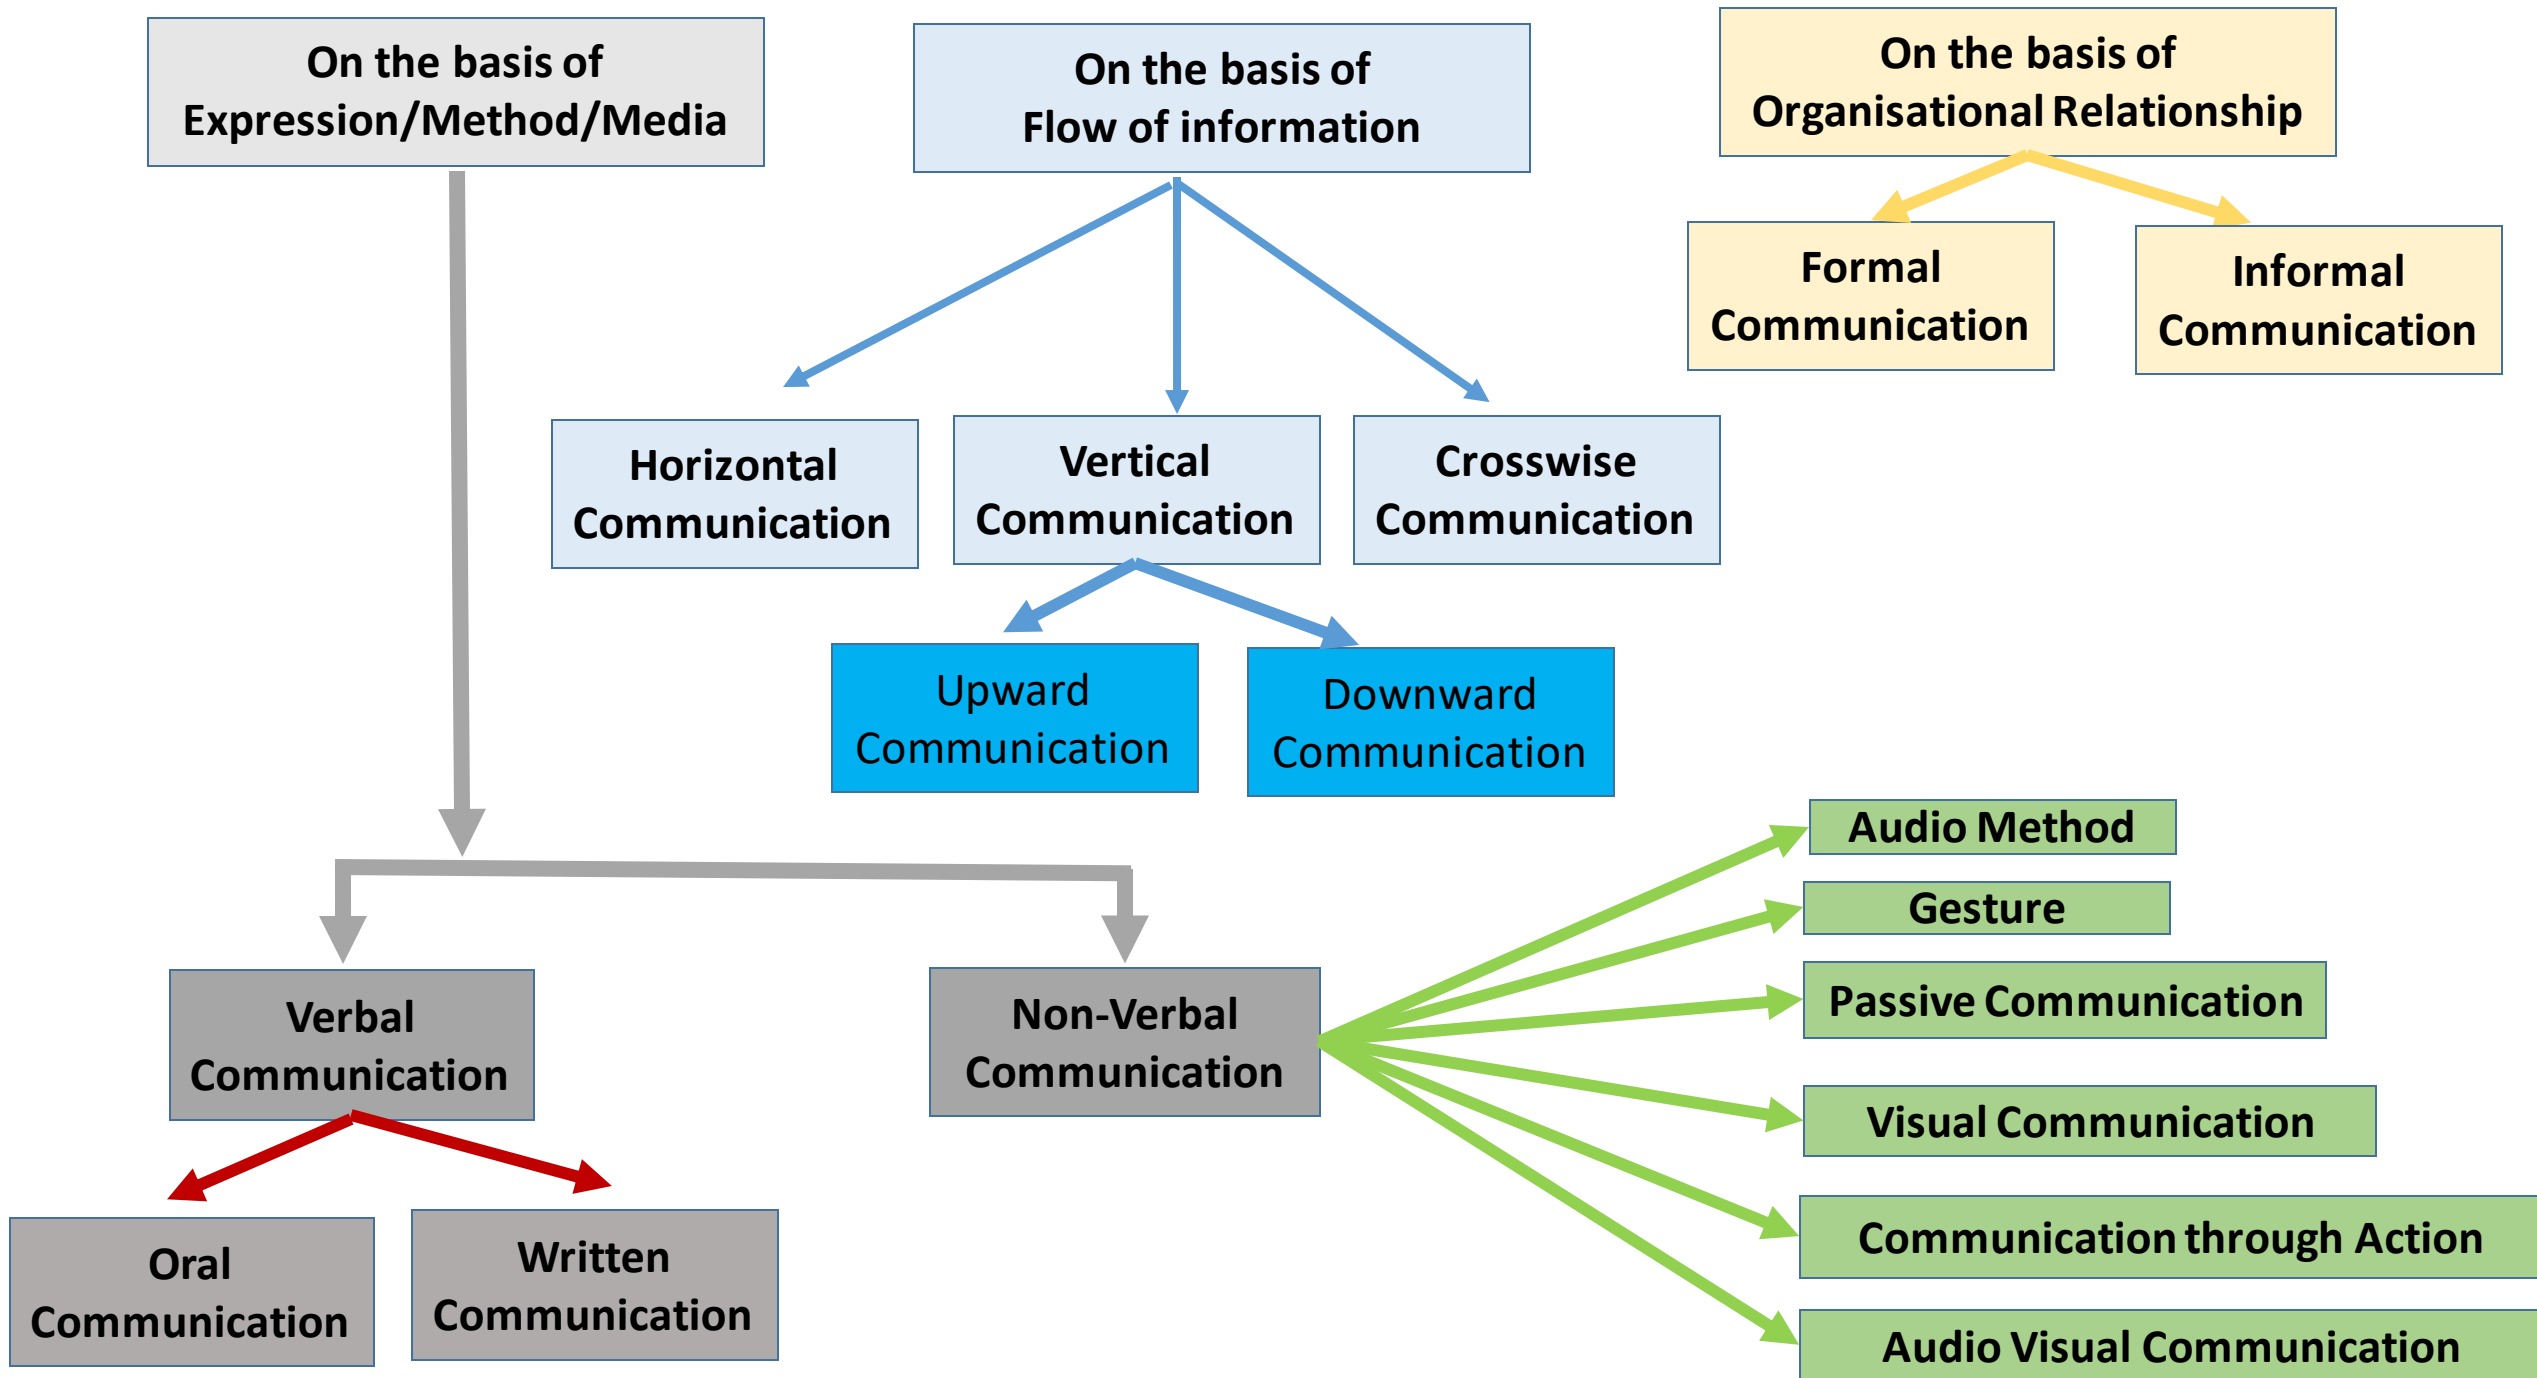 On the basis of
Expression/Method/Media
On the basis of
Flow of information
On the basis of
Organisational Relationship
Formal
Communication
Informal
Communication
Horizontal
Communication
Vertical
Communication
Crosswise
Communication
Upward
Communication
Downward
Communication
Verbal
Communication
Non-Verbal
Communication
Audio Method
Gesture
Passive Communication
Visual Communication
Communication through Action
Audio Visual Communication
Oral
Communication
Written
Communication